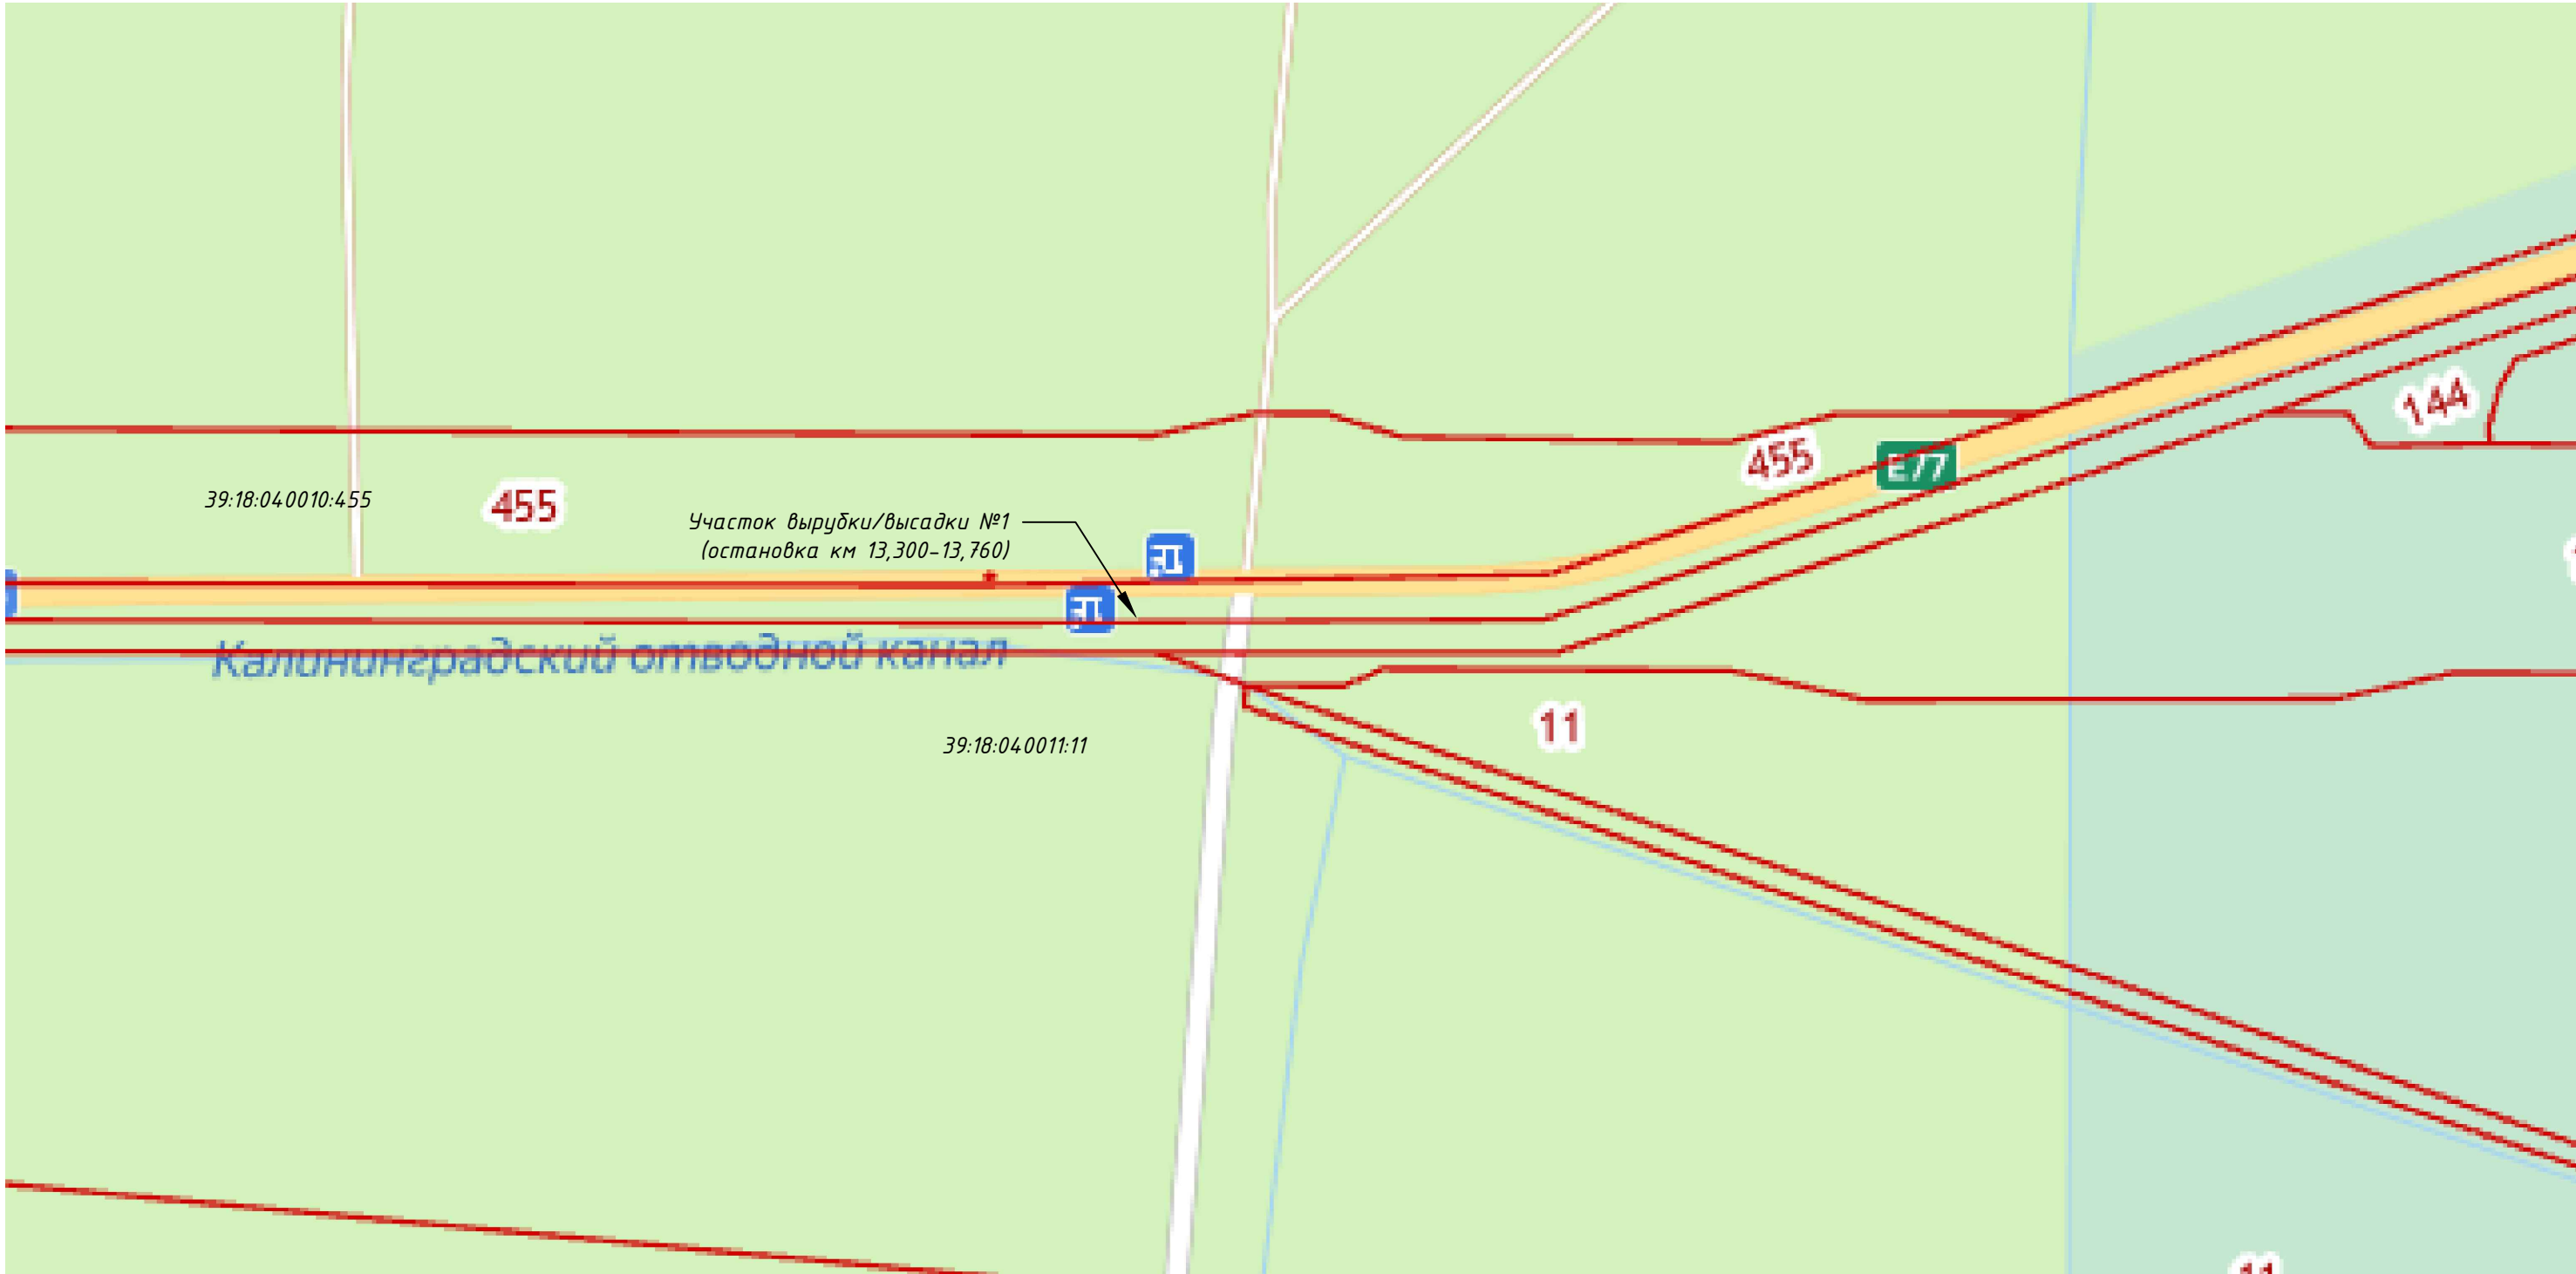 144
455
E77
39:18:040010:455
455
Участок вырубки/высадки №1
(остановка км 13,300-13,760)
Калининградский отводной канал
11
39:18:040011:11
11